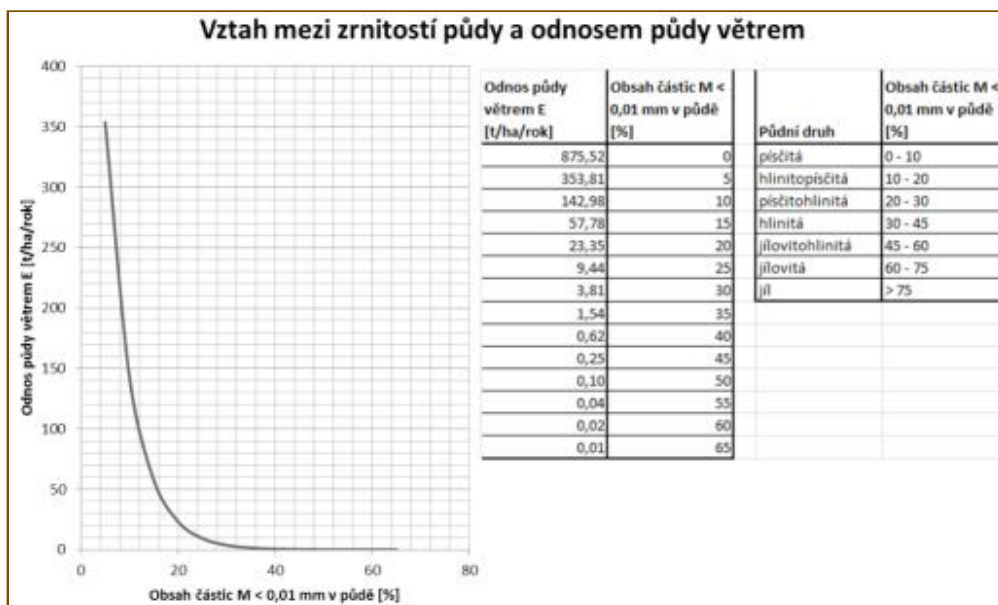 Vztah mezi zrnitostí půdy a odnosem půdy větrem
400
350
300
250
200
150
100
50
0
0 20 40 60 80
Odnos půdy větrem E [t/ha/rok]
Obsah částic M < 0,01 mm v půdě [%]
Odnos půdy
větrem E
[t/ha/rok]
Obsah částic M <
0,01 mm v půdě
[%]
875,52 0
353,81 5
142,98 10
57,78 15
23,35 20
9,44 25
3,81 30
1,54 35
0,62 40
0,25 45
0,10 50
0,04 55
0,02 60
0,01 65
Půdní druh
Obsah částic M <
0,01 mm v půdě
[%]
písčitá 0 - 10
hlinitopísčitá 10 - 20
písčitohlinitá 20 - 30
hlinitá 30 - 45
jílovitohlinitá 45 - 60
jílovitá 60 - 75
jíl > 75